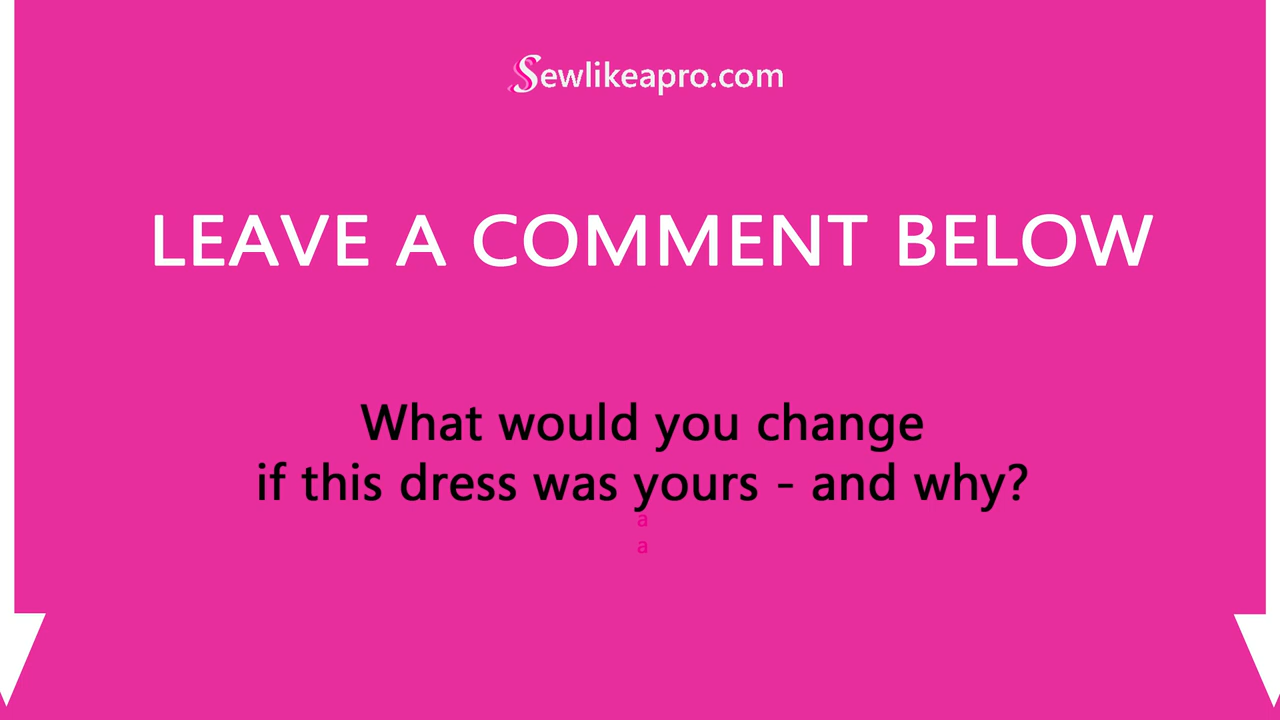 Sewlikeapro.com
LEAVE A COMMENT BELOW
What would you change
if this dress was yours - and why?
a
a